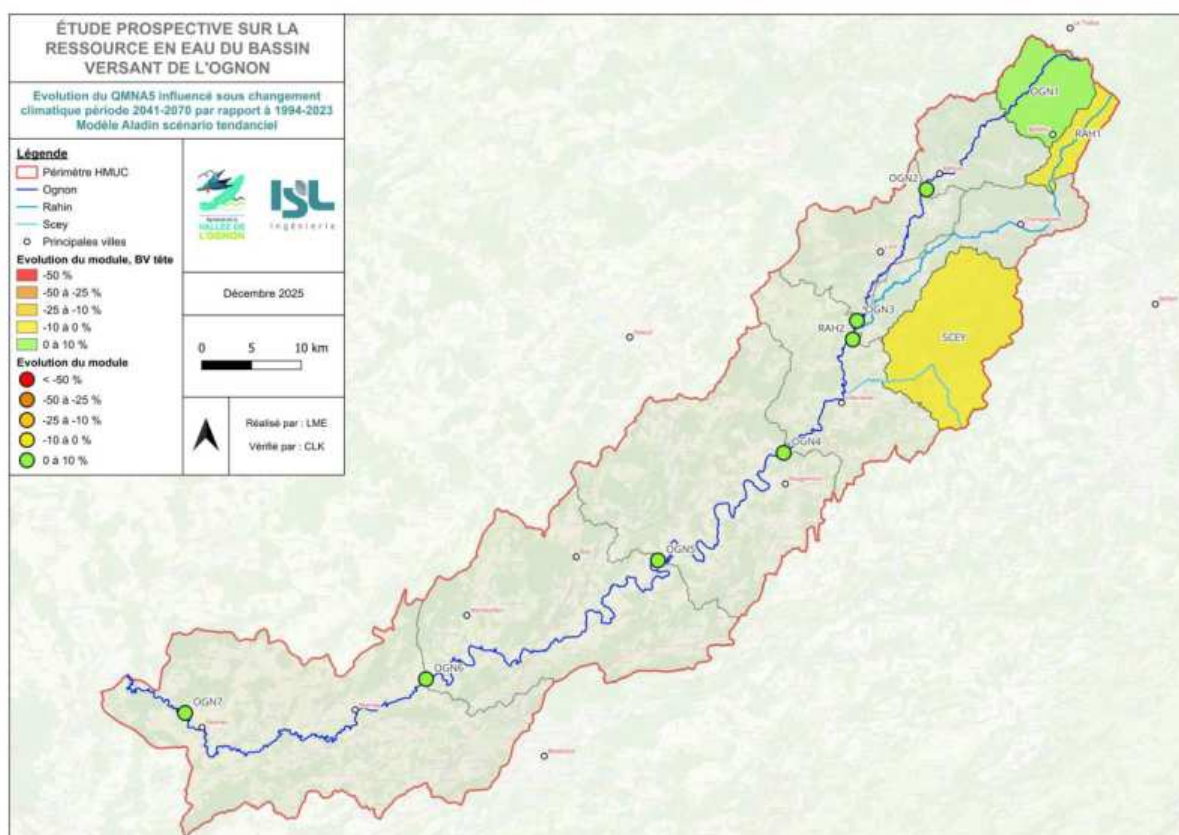 ÉTUDE PROSPECTIVE SUR LA
RESSOURCE EN EAU DU BASSIN
VERSANT DE L'OGNON
Evolution du QMNA5 influencé sous changement
climatique période 2041-2070 par rapport à 1994-2023
Modèle Aladin scénario tendanciel
Légende
Périmètre HMUC
Ognon
Rahin
Scey
Principales villes
Evolution du module, BV tête
-50 %
-50 à -25 %
-25 à -10 %
-10 à 0 %
0 à 10 %
Evolution du module
< -50 %
-50 à -25 %
-25 à -10 %
-10 à 0 %
0 à 10 %
VALLÉE DE
L'OGNON
ISL
Ingénierie
Décembre 2025
0 5 10 km
Réalisé par : LME
Vérifié par : CLK
OGN1
RAH1
OGN2
OGN3
RAH2
SCEY
OGN4
OGN5
OGN6
OGN7